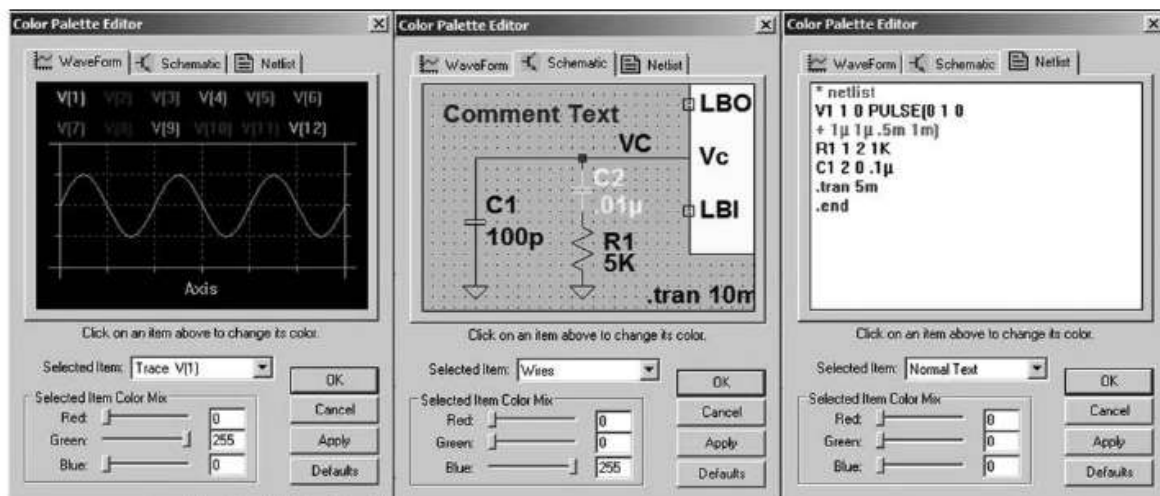 Color Palette Editor
WaveForm Schematic Netlist
V(1) V(2) V(3) V(4) V(5) V(6)
V(7) V(8) V(9) V(10) V(11) V(12)
Axis
Click on an item above to change its color.
Selected Item: Trace V(1)
Selected Item Color Mix
Red: 0
Green: 255
Blue: 0
OK
Cancel
Apply
Defaults
Color Palette Editor
WaveForm Schematic Netlist
Comment Text
LBO
VC
Vc
C2
.01µ
C1
100p
LBI
R1
5K
.tran 10m
Click on an item above to change its color.
Selected Item: Wires
Selected Item Color Mix
Red: 0
Green: 0
Blue: 255
OK
Cancel
Apply
Defaults
Color Palette Editor
WaveForm Schematic Netlist
* netlist
V1 1 0 PULSE(0 1 0
+ 1µ 1µ .5m 1m)
R1 1 2 1K
C1 2 0 .1µ
.tran 5m
.end
Click on an item above to change its color.
Selected Item: Normal Text
Selected Item Color Mix
Red: 0
Green: 0
Blue: 0
OK
Cancel
Apply
Defaults